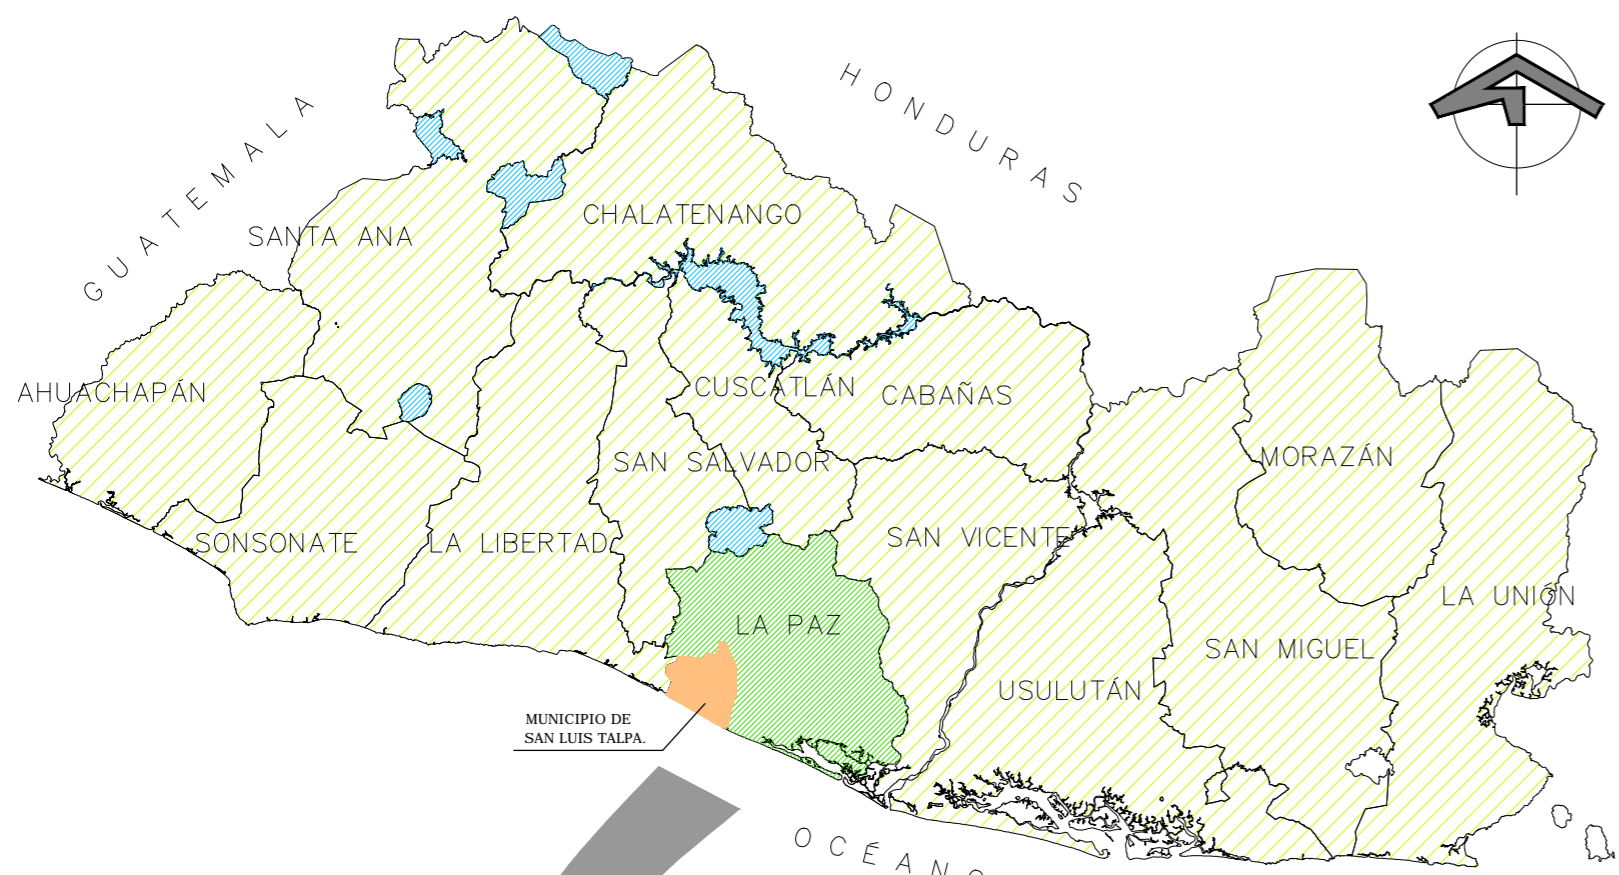 HONDURAS
GUATEMALA
CHALATENANGO
SANTA ANA
AHUACHAPÁN
CUSCATLÁN
CABAÑAS
MORAZÁN
SAN SALVADOR
SONSONATE
LA LIBERTAD
SAN VICENTE
LA UNIÓN
LA PAZ
SAN MIGUEL
USULUTÁN
MUNICIPIO DE
SAN LUIS TALPA.
OCÉANO